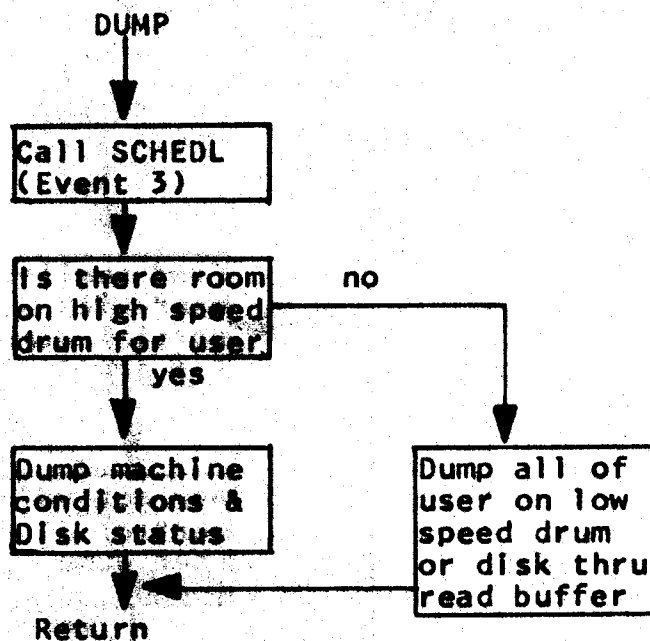 DUMP
Call SCHEDL
(Event 3)
Is there room
on high speed
drum for user
no
yes
Dump machine
conditions &
Disk status
Dump all of
user on low
speed drum
or disk thru
read buffer
Return